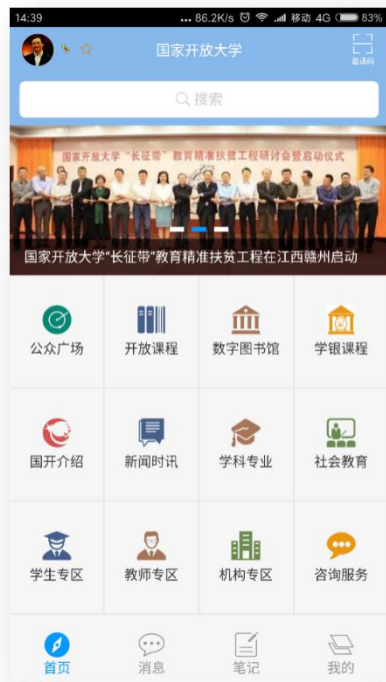 14:39 ... 86.2K/s 移动 4G 83%
国家开放大学
邀请码
搜索
国家开放大学“长征带”教育精准扶贫工程研讨会暨启动仪式
国家开放大学“长征带”教育精准扶贫工程在江西赣州启动
公众广场 开放课程 数字图书馆 学银课程
国开介绍 新闻时讯 学科专业 社会教育
学生专区 教师专区 机构专区 咨询服务
首页 消息 笔记 我的